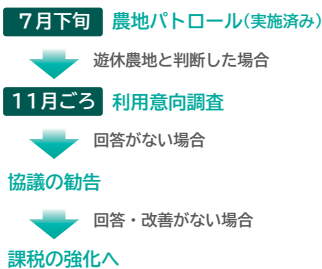 7月下旬 農地パトロール(実施済み)
遊休農地と判断した場合
11月ごろ 利用意向調査
回答がない場合
協議の勧告
回答・改善がない場合
課税の強化へ